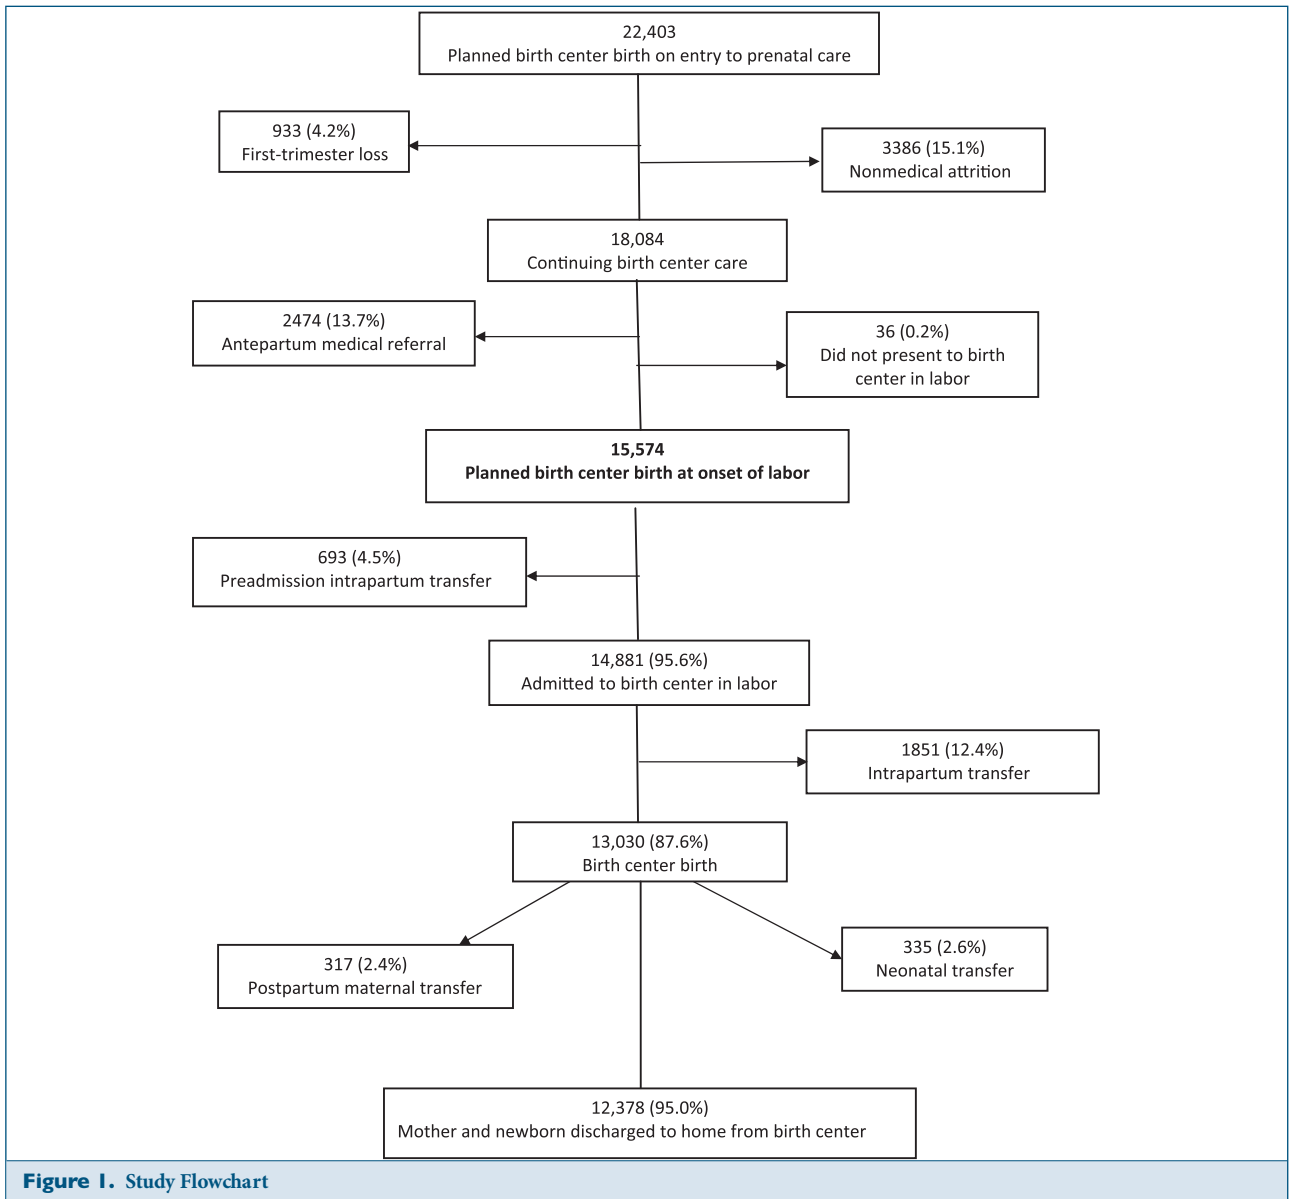 22,403
Planned birth center birth on entry to prenatal care
933 (4.2%)
First-trimester loss
3386 (15.1%)
Nonmedical attrition
18,084
Continuing birth center care
2474 (13.7%)
Antepartum medical referral
36 (0.2%)
Did not present to birth
center in labor
15,574
Planned birth center birth at onset of labor
693 (4.5%)
Preadmission intrapartum transfer
14,881 (95.6%)
Admitted to birth center in labor
1851 (12.4%)
Intrapartum transfer
13,030 (87.6%)
Birth center birth
317 (2.4%)
Postpartum maternal transfer
335 (2.6%)
Neonatal transfer
12,378 (95.0%)
Mother and newborn discharged to home from birth center
Figure 1. Study Flowchart